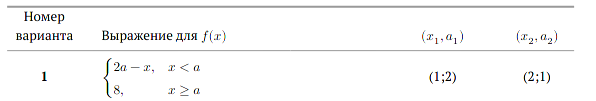 Номер
варианта Выражение для f(x) (x₁, a₁) (x₂, a₂)
1 { 2a − x, x < a
8, x ≥ a (1;2) (2;1)